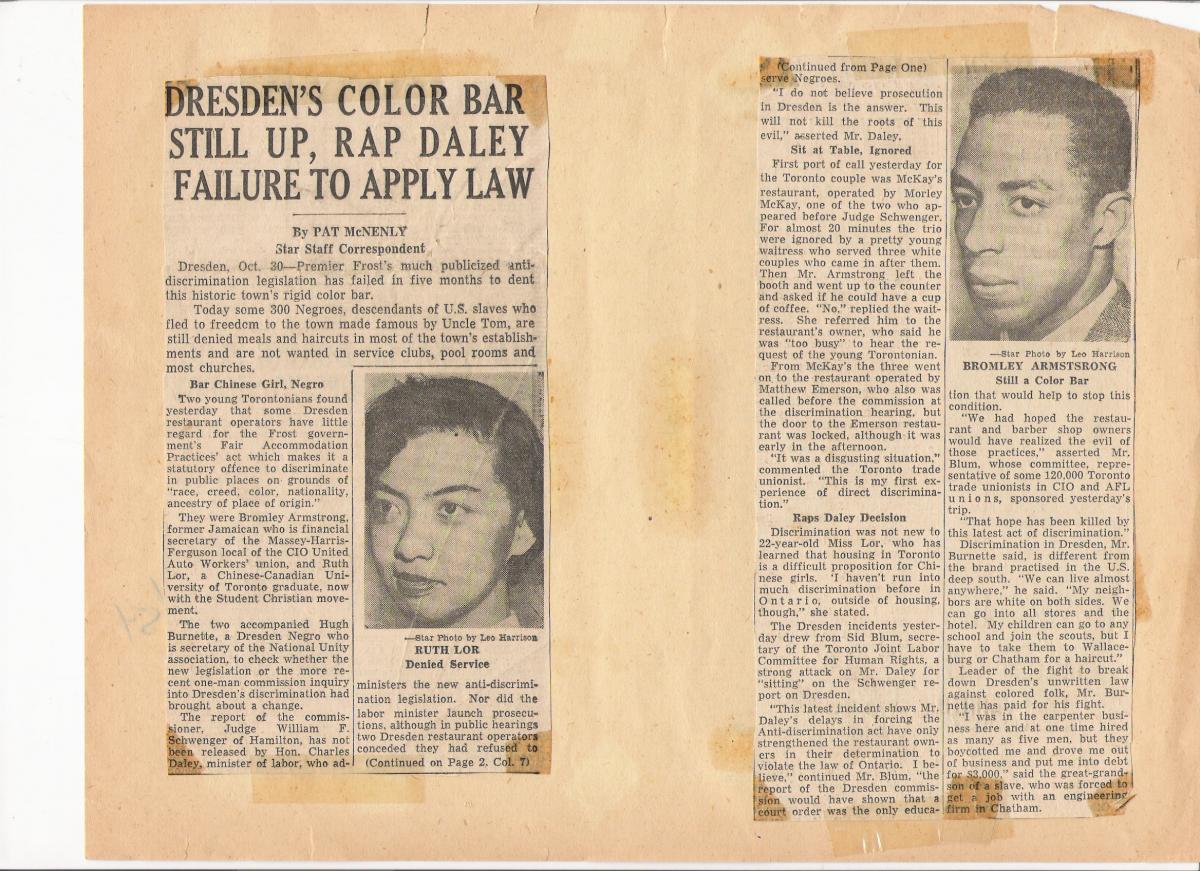 DRESDEN'S COLOR BAR
STILL UP, RAP DALEY
FAILURE TO APPLY LAW
By PAT McNENLY
Star Staff Correspondent
Dresden, Oct. 30—Premier Frost's much publicized anti-
discrimination legislation has failed in five months to dent
this historic town's rigid color bar.
Today some 300 Negroes, descendants of U.S. slaves who
fled to freedom to the town made famous by Uncle Tom, are
still denied meals and haircuts in most of the town's establish-
ments and are not wanted in service clubs, pool rooms and
most churches.
Bar Chinese Girl, Negro
Two young Torontonians found
yesterday that some Dresden
restaurant operators have little
regard for the Frost govern-
ment's Fair Accommodation
Practices' act which makes it a
statutory offence to discriminate
in public places on grounds of
"race, creed, color, nationality,
ancestry of place of origin."
They were Bromley Armstrong,
former Jamaican who is financial
secretary of the Massey-Harris-
Ferguson local of the CIO United
Auto Workers' union, and Ruth
Lor, a Chinese-Canadian Uni-
versity of Toronto graduate, now
with the Student Christian move-
ment.
The two accompanied Hugh
Burnette, a Dresden Negro who
is secretary of the National Unity
association, to check whether the
new legislation or the more re-
cent one-man commission inquiry
into Dresden's discrimination had
brought about a change.
The report of the commis-
sioner, Judge William F.
Schwenger of Hamilton, has not
been released by Hon. Charles
Daley, minister of labor, who ad-
—Star Photo by Leo Harrison
RUTH LOR
Denied Service
ministers the new anti-discrimi-
nation legislation. Nor did the
labor minister launch prosecu-
tions, although in public hearings
two Dresden restaurant operators
conceded they had refused to
(Continued on Page 2, Col. 7)
(Continued from Page One)
serve Negroes.
"I do not believe prosecution
in Dresden is the answer. This
will not kill the roots of this
evil," asserted Mr. Daley.
Sit at Table, Ignored
First port of call yesterday for
the Toronto couple was McKay's
restaurant, operated by Morley
McKay, one of the two who ap-
peared before Judge Schwenger.
For almost 20 minutes the trio
were ignored by a pretty young
waitress who served three white
couples who came in after them.
Then Mr. Armstrong left the
booth and went up to the counter
and asked if he could have a cup
of coffee. "No," replied the wait-
ress. She referred him to the
restaurant's owner, who said he
was "too busy" to hear the re-
quest of the young Torontonian.
From McKay's the three went
on to the restaurant operated by
Matthew Emerson, who also was
called before the commission at
the discrimination hearing, but
the door to the Emerson restau-
rant was locked, although it was
early in the afternoon.
"It was a disgusting situation,"
commented the Toronto trade
unionist. "This is my first ex-
perience of direct discrimina-
tion."
Raps Daley Decision
Discrimination was not new to
22-year-old Miss Lor, who has
learned that housing in Toronto
is a difficult proposition for Chi-
nese girls. 'I haven't run into
much discrimination before in
Ontario, outside of housing,
though," she stated.
The Dresden incidents yester-
day drew from Sid Blum, secre-
tary of the Toronto Joint Labor
Committee for Human Rights, a
strong attack on Mr. Daley for
"sitting" on the Schwenger re-
port on Dresden.
"This latest incident shows Mr.
Daley's delays in forcing the
Anti-discrimination act have only
strengthened the restaurant own-
ers in their determination to
violate the law of Ontario. I be-
lieve," continued Mr. Blum, "the
report of the Dresden commis-
sion would have shown that a
court order was the only educa-
—Star Photo by Leo Harrison
BROMLEY ARMSTSRONG
Still a Color Bar
tion that would help to stop this
condition.
"We had hoped the restau-
rant and barber shop owners
would have realized the evil of
those practices," asserted Mr.
Blum, whose committee, repre-
sentative of some 120,000 Toronto
trade unionists in CIO and AFL
unions, sponsored yesterday's
trip.
"That hope has been killed by
this latest act of discrimination."
Discrimination in Dresden, Mr.
Burnette said, is different from
the brand practised in the U.S.
deep south. "We can live almost
anywhere," he said. "My neigh-
bors are white on both sides. We
can go into all stores and the
hotel. My children can go to any
school and join the scouts, but I
have to take them to Wallace-
burg or Chatham for a haircut."
Leader of the fight to break
down Dresden's unwritten law
against colored folk, Mr. Bur-
nette has paid for his fight.
"I was in the carpenter busi-
ness here and at one time hired
as many as five men, but they
boycotted me and drove me out
of business and put me into debt
for $3,000," said the great-grand-
son of a slave, who was forced to
get a job with an engineering
firm in Chatham.